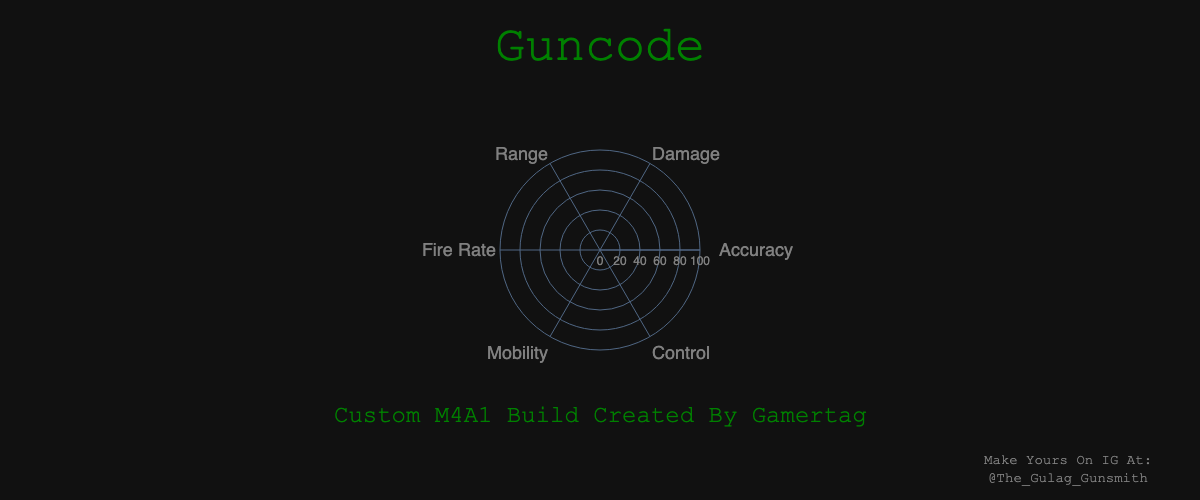 Guncode
Range
Damage
Fire Rate
Accuracy
0 20 40 60 80 100
Mobility
Control
Custom M4A1 Build Created By Gamertag
Make Yours On IG At:
@The_Gulag_Gunsmith